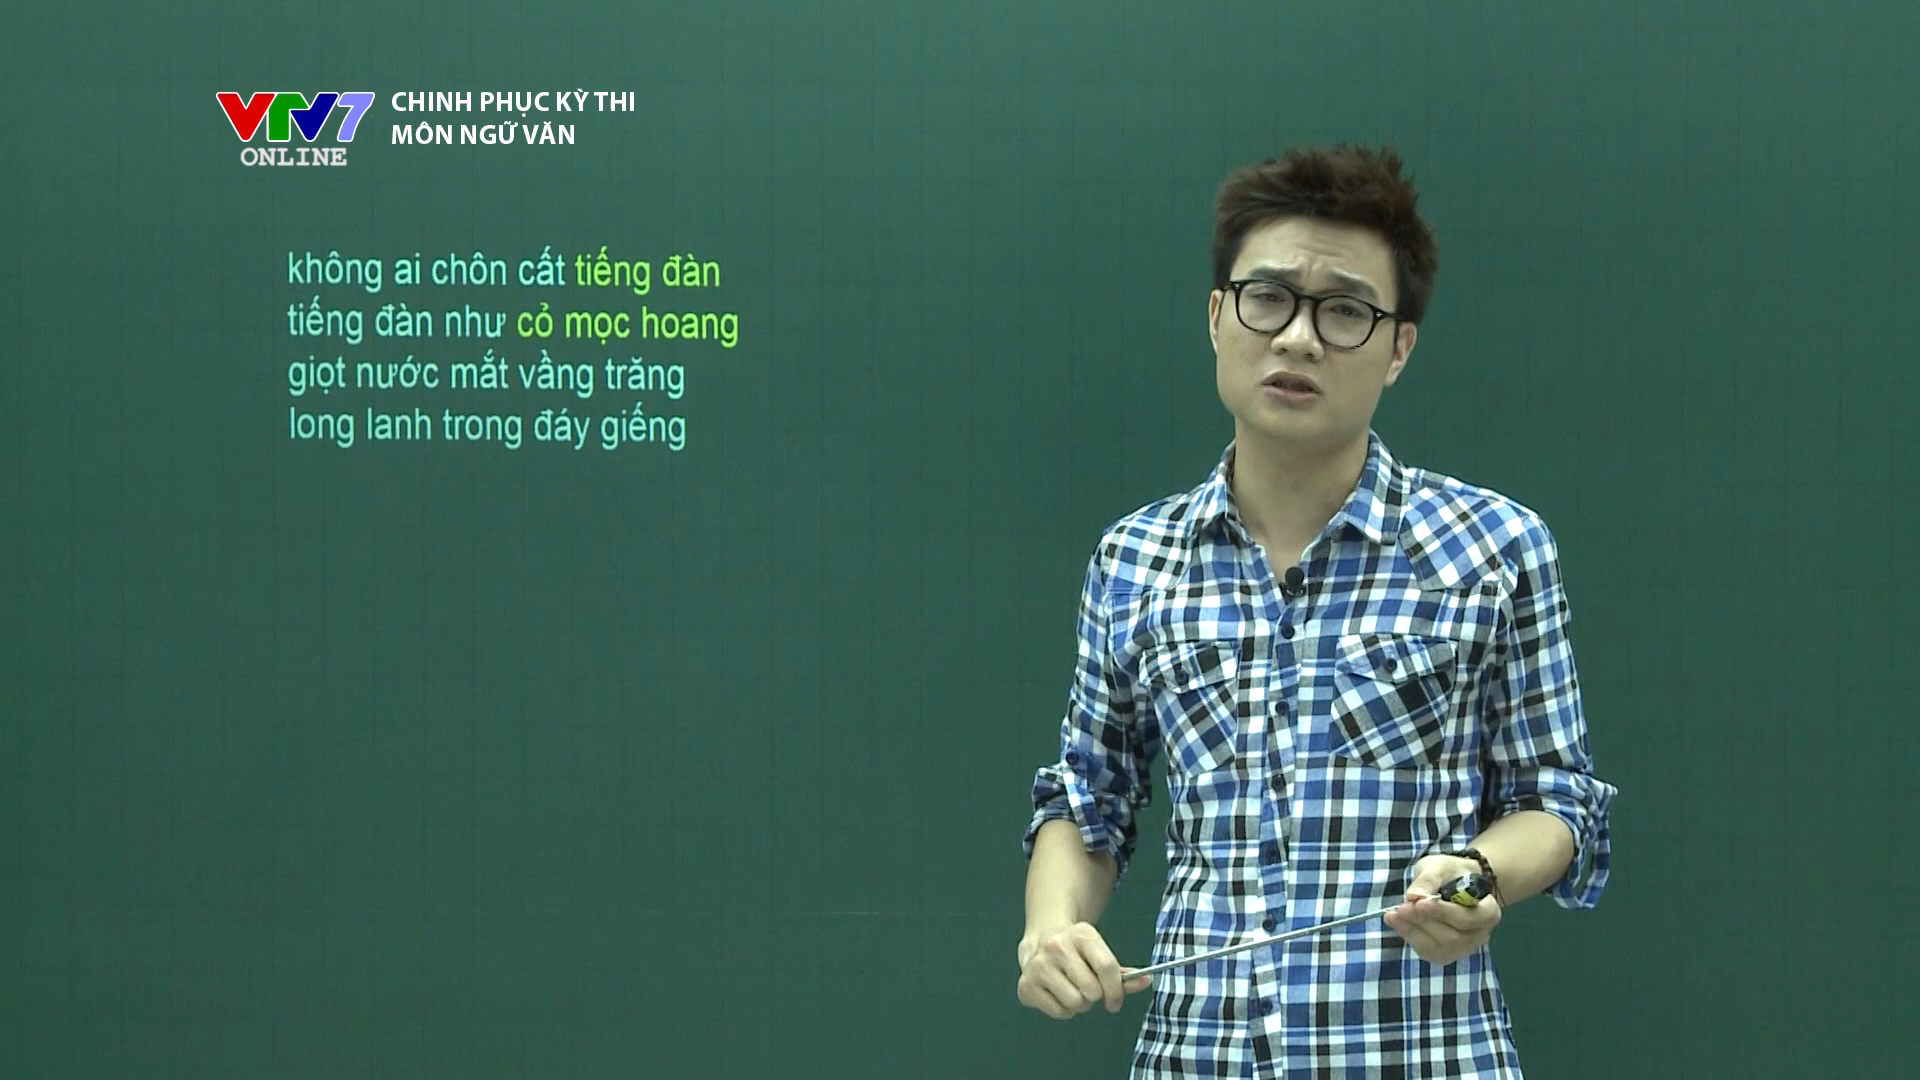 VTV7
ONLINE
CHINH PHỤC KỲ THI
MÔN NGỮ VĂN
không ai chôn cất tiếng đàn
tiếng đàn như cỏ mọc hoang
giọt nước mắt vầng trăng
long lanh trong đáy giếng